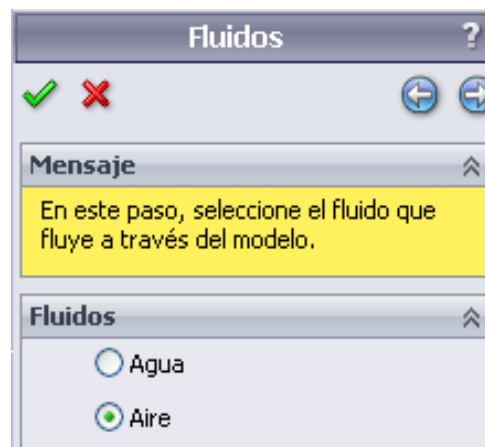 Fluidos ?
Mensaje
En este paso, seleccione el fluido que
fluye a través del modelo.
Fluidos
Agua
Aire